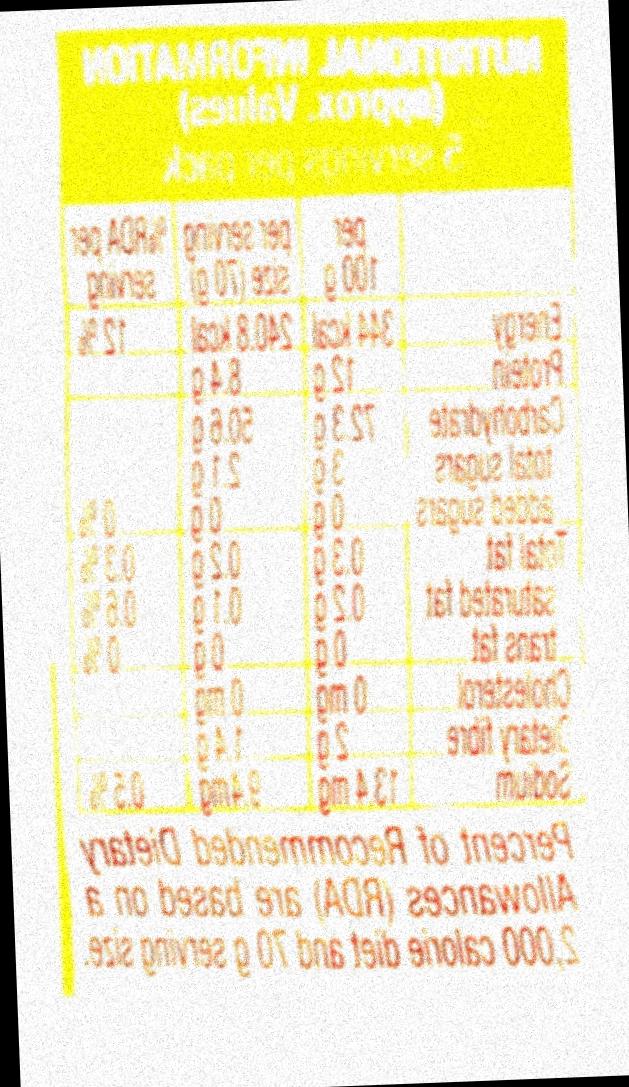 NUTRITIONAL INFORMATION
(approx. Values)
5 servings per pack
per 100 g per serving size (70 g) %RDA per serving
Energy 344 kcal 240.8 kcal 12 %
Protein 12 g 8.4 g
Carbohydrate 72.3 g 50.6 g
total sugars 3 g 2.1 g
added sugars 0 g 0 g 0 %
Total fat 0.3 g 0.2 g 0.3 %
saturated fat 0.2 g 0.1 g 0.6 %
trans fat 0 g 0 g 0 %
Cholesterol 0 mg 0 mg
Dietary fibre 2 g 1.4 g
Sodium 13.4 mg 9.4mg 0.5 %
Percent of Recommended Dietary
Allowances (RDA) are based on a
2,000 calorie diet and 70 g serving size.